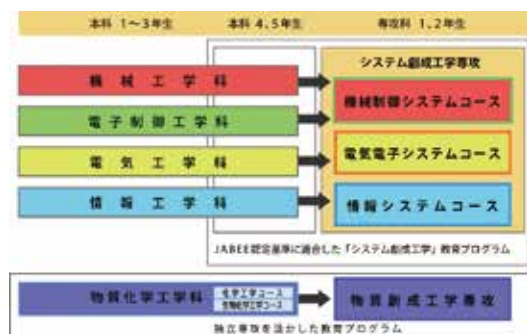 本科 1～3年生
本科 4,5年生
専攻科 1,2年生
システム創成工学専攻
機械工学科
機械制御システムコース
電子制御工学科
電気工学科
電気電子システムコース
情報工学科
情報システムコース
JABEE認定基準に適合した「システム創成工学」教育プログラム
物質化学工学科
化学工学コース
生物化学工学コース
物質創成工学専攻
独立専攻を活かした教育プログラム